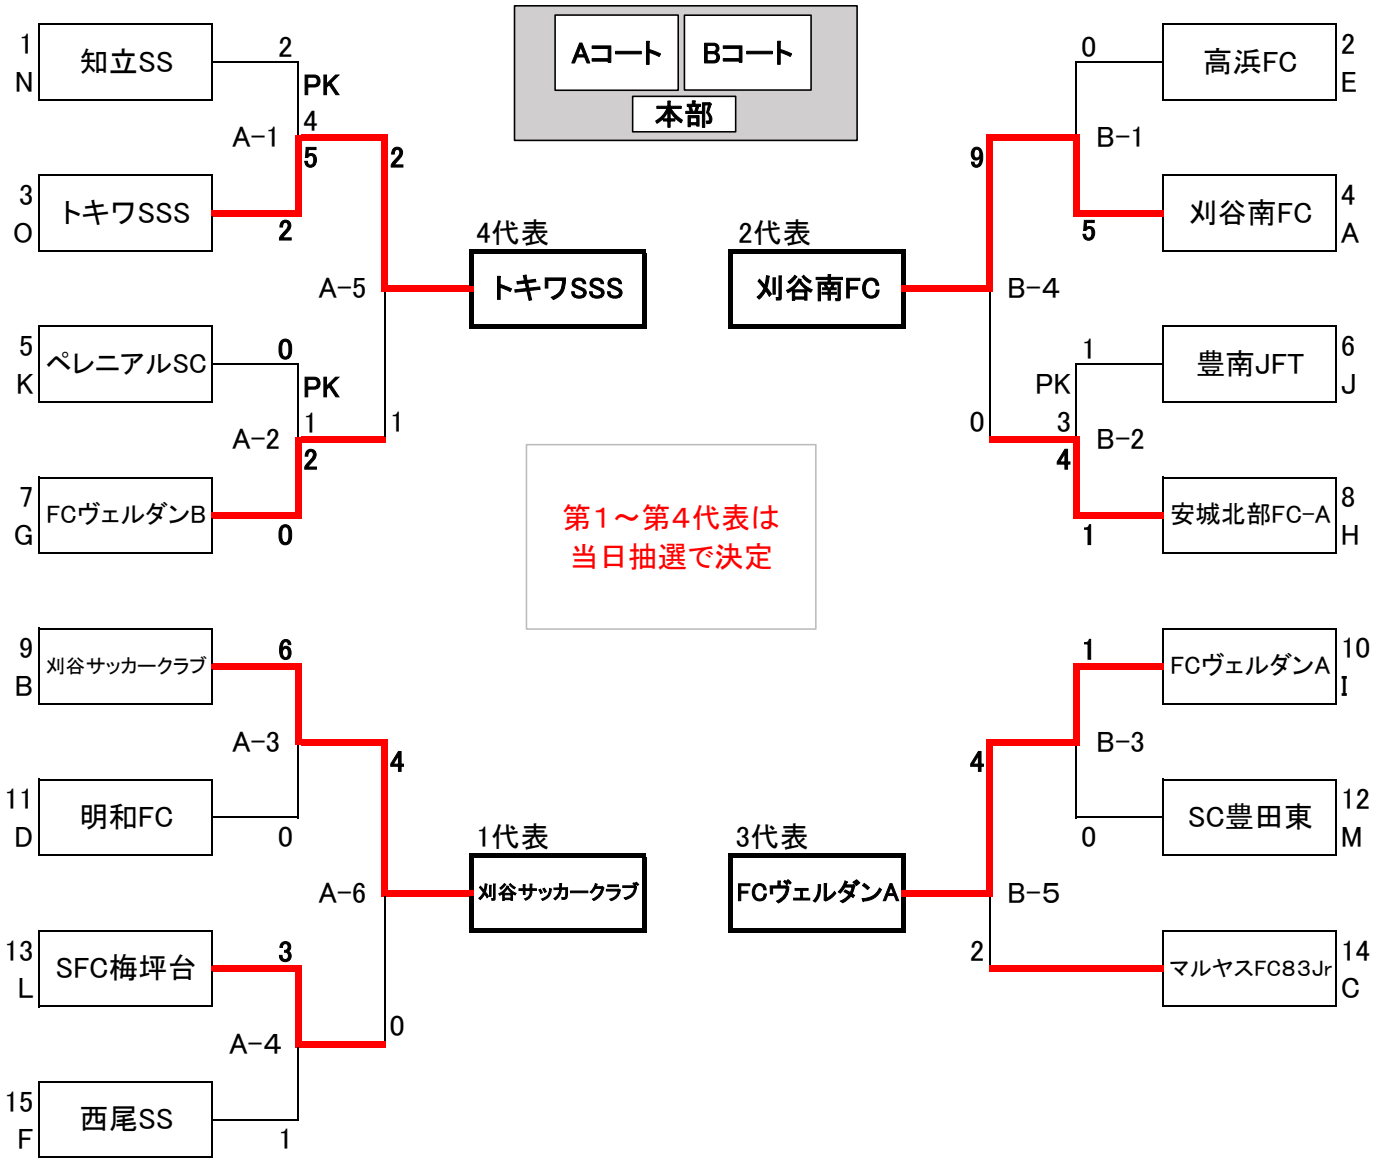 Aコート
Bコート
本部
1
N
知立SS
2
PK
4
A-1
5
2
3
O
トキワSSS
2
4代表
トキワSSS
A-5
5
K
ペレニアルSC
0
PK
1
A-2
2
1
7
G
FCヴェルダンB
0
0
高浜FC
2
E
9
B-1
刈谷南FC
4
A
5
2代表
刈谷南FC
B-4
1
豊南JFT
6
J
PK
3
0
B-2
4
安城北部FC-A
8
H
1
第1～第4代表は
当日抽選で決定
9
B
刈谷サッカークラブ
6
A-3
4
11
D
明和FC
0
1代表
刈谷サッカークラブ
A-6
13
L
SFC梅坪台
3
0
A-4
15
F
西尾SS
1
1
FCヴェルダンA
10
I
4
B-3
SC豊田東
12
M
0
3代表
FCヴェルダンA
B-5
2
マルヤスFC83Jr
14
C